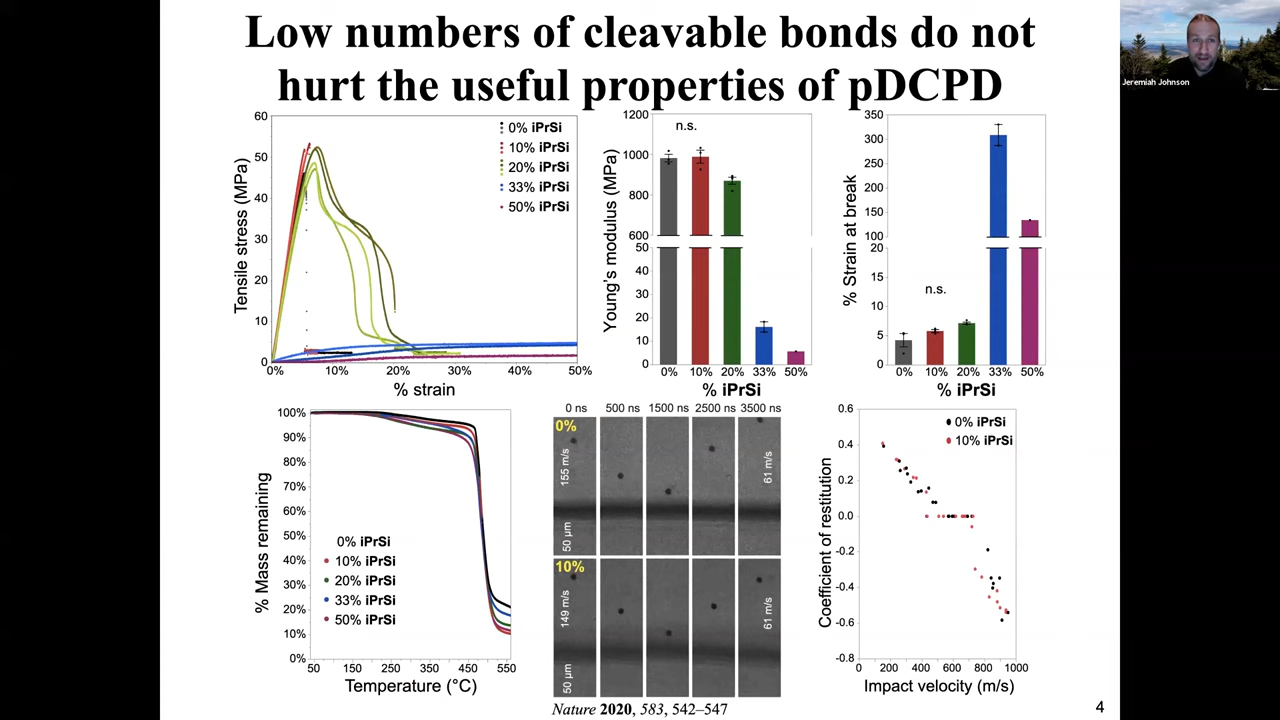 Low numbers of cleavable bonds do not
hurt the useful properties of pDCPD
Jeremiah Johnson
60
50
40
30
20
10
0
Tensile stress (MPa)
0% iPrSi
10% iPrSi
20% iPrSi
33% iPrSi
50% iPrSi
0%
10%
20%
30%
40%
50%
% strain
1200
1000
800
600
50
40
30
20
10
0
Young's modulus (MPa)
n.s.
0%
10%
20%
33%
50%
% iPrSi
350
300
250
200
150
100
20
15
10
5
0
% Strain at break
n.s.
0%
10%
20%
33%
50%
% iPrSi
100%
90%
80%
70%
60%
50%
40%
30%
20%
10%
0%
% Mass remaining
0% iPrSi
10% iPrSi
20% iPrSi
33% iPrSi
50% iPrSi
50
150
250
350
450
550
Temperature (°C)
0 ns
500 ns
1500 ns
2500 ns
3500 ns
0%
155 m/s
61 m/s
50 µm
10%
149 m/s
61 m/s
50 µm
0.6
0.4
0.2
0.0
-0.2
-0.4
-0.6
-0.8
Coefficient of restitution
0% iPrSi
10% iPrSi
0
200
400
600
800
1000
Impact velocity (m/s)
Nature 2020, 583, 542–547
4